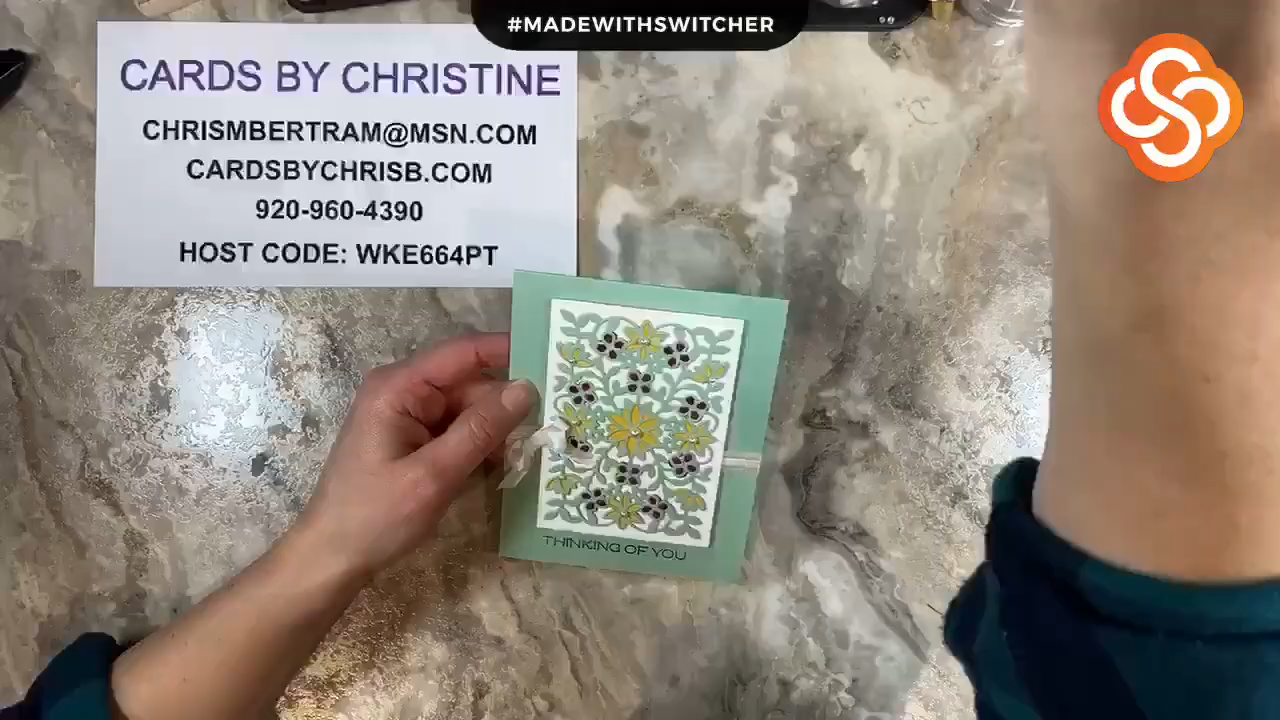 #MADEWITHSWITCHER
CARDS BY CHRISTINE
CHRISMBERTRAM@MSN.COM
CARDSBYCHRISB.COM
920-960-4390
HOST CODE: WKE664PT
THINKING OF YOU